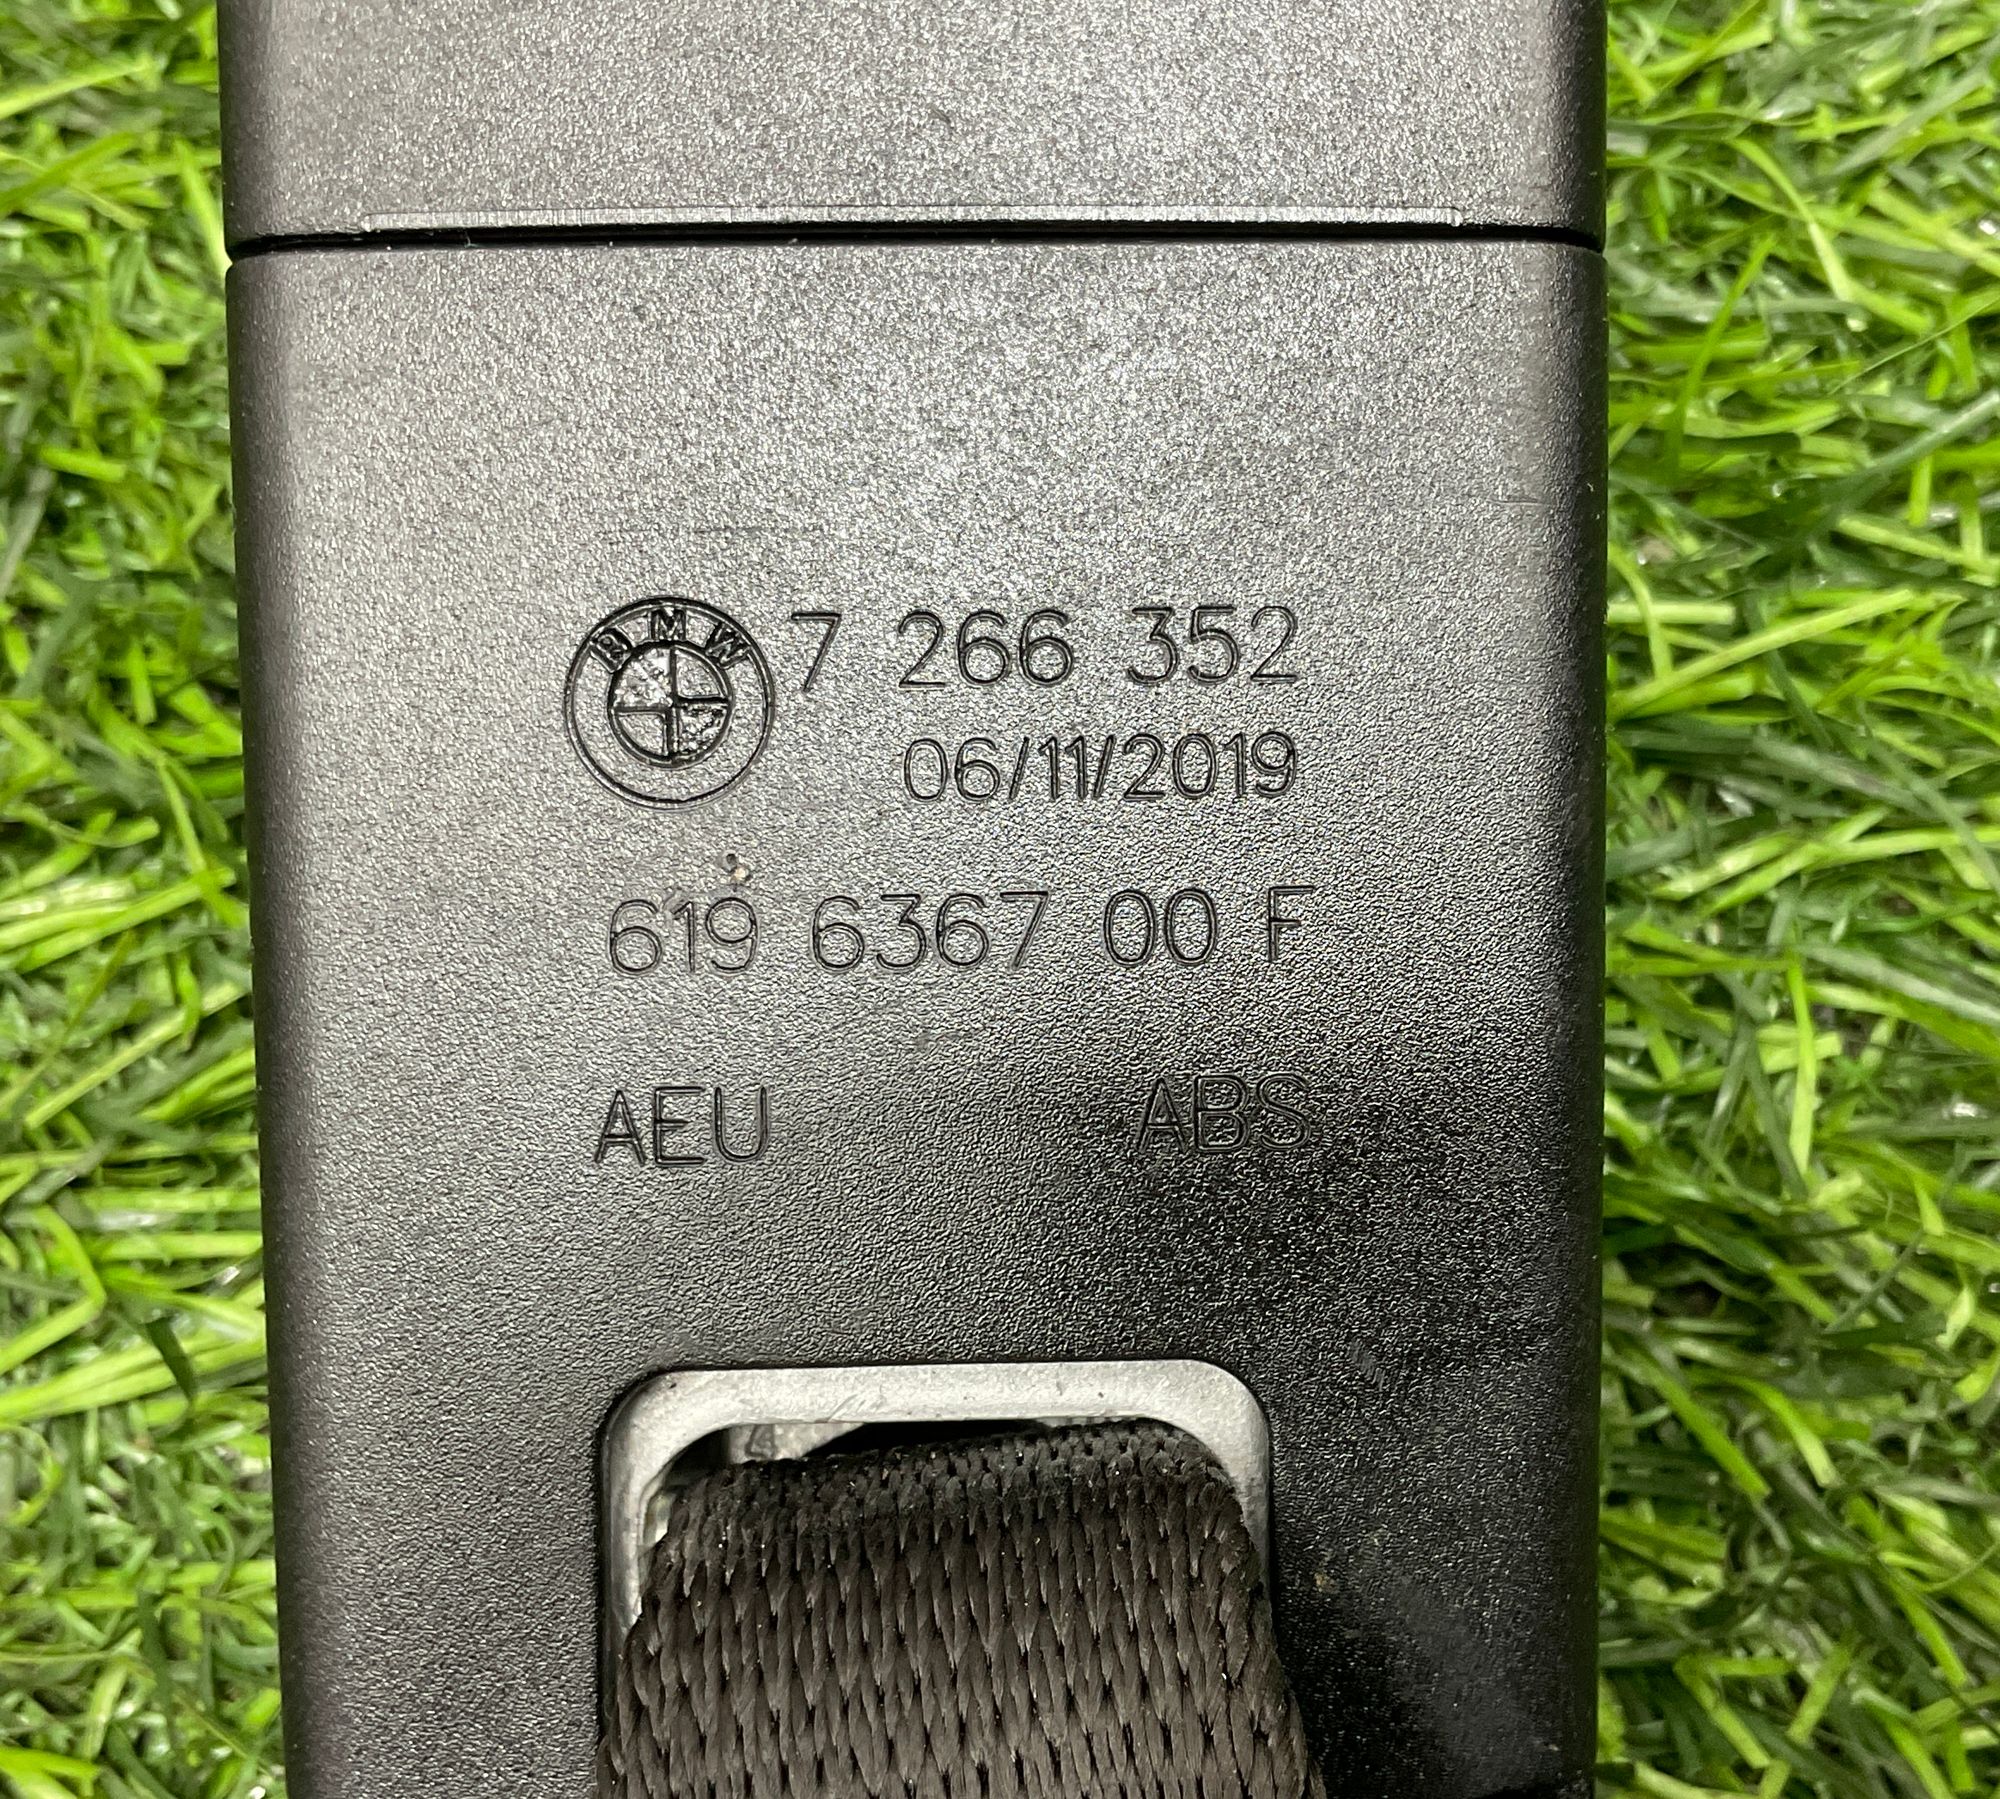 BMW 7 266 352
06/11/2019
619 6367 00 F
AEU ABS